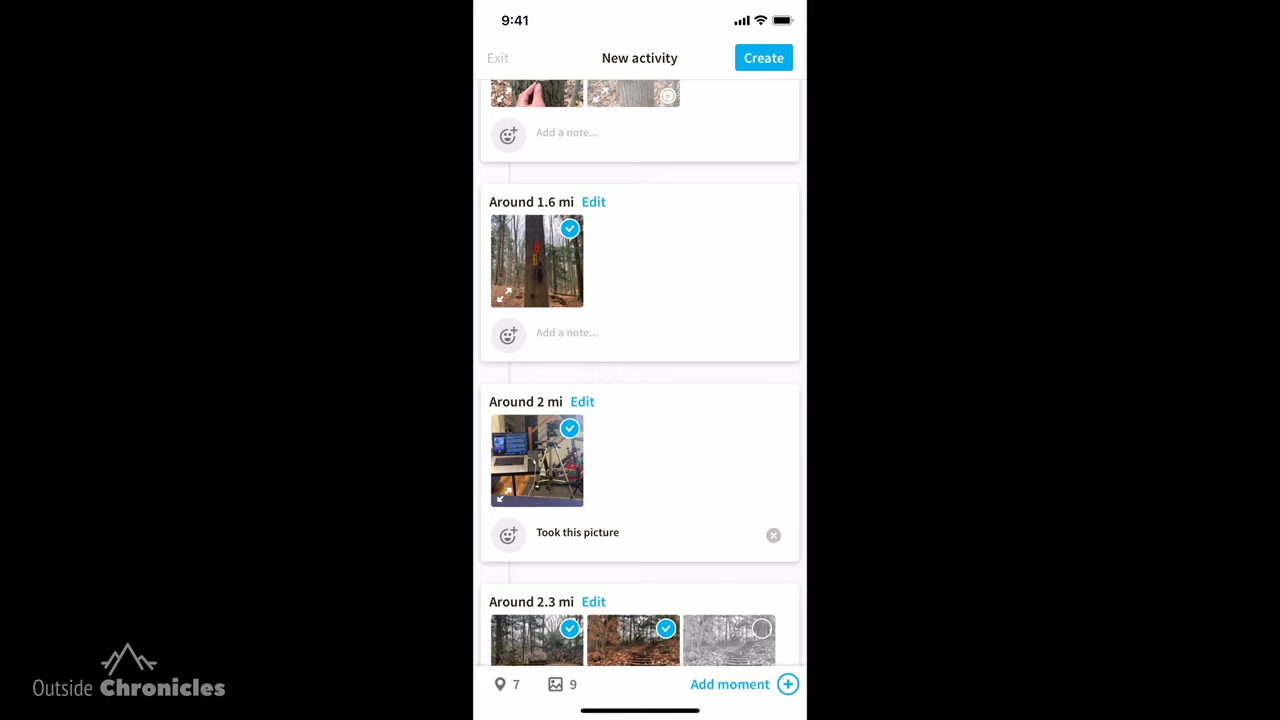 9:41
Exit
New activity
Create
Add a note...
Around 1.6 mi Edit
Add a note...
Around 2 mi Edit
Took this picture
Around 2.3 mi Edit
7
9
Add moment
Outside Chronicles